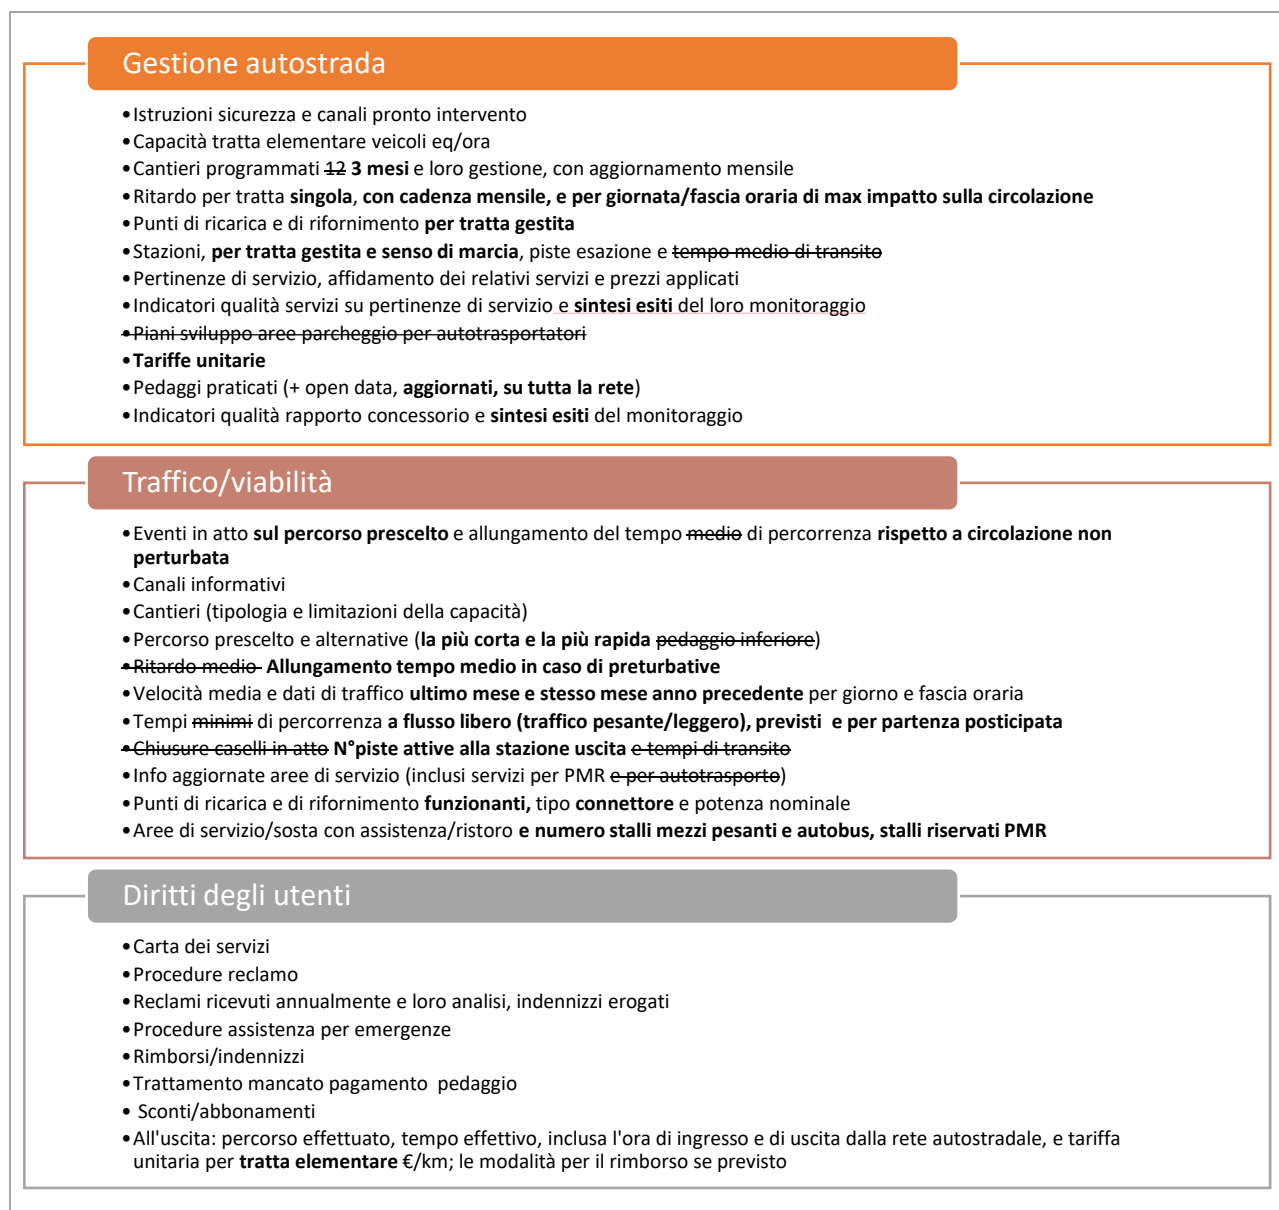 Gestione autostrada
•Istruzioni sicurezza e canali pronto intervento
•Capacità tratta elementare veicoli eq/ora
•Cantieri programmati 12 3 mesi e loro gestione, con aggiornamento mensile
•Ritardo per tratta singola, con cadenza mensile, e per giornata/fascia oraria di max impatto sulla circolazione
•Punti di ricarica e di rifornimento per tratta gestita
•Stazioni, per tratta gestita e senso di marcia, piste esazione e tempo medio di transito
•Pertinenze di servizio, affidamento dei relativi servizi e prezzi applicati
•Indicatori qualità servizi su pertinenze di servizio e sintesi esiti del loro monitoraggio
•Piani sviluppo aree parcheggio per autotrasportatori
•Tariffe unitarie
•Pedaggi praticati (+ open data, aggiornati, su tutta la rete)
•Indicatori qualità rapporto concessorio e sintesi esiti del monitoraggio
Traffico/viabilità
•Eventi in atto sul percorso prescelto e allungamento del tempo medio di percorrenza rispetto a circolazione non
perturbata
•Canali informativi
•Cantieri (tipologia e limitazioni della capacità)
•Percorso prescelto e alternative (la più corta e la più rapida pedaggio inferiore)
•Ritardo medio Allungamento tempo medio in caso di preturbative
•Velocità media e dati di traffico ultimo mese e stesso mese anno precedente per giorno e fascia oraria
•Tempi minimi di percorrenza a flusso libero (traffico pesante/leggero), previsti e per partenza posticipata
•Chiusure caselli in atto N°piste attive alla stazione uscita e tempi di transito
•Info aggiornate aree di servizio (inclusi servizi per PMR e per autotrasporto)
•Punti di ricarica e di rifornimento funzionanti, tipo connettore e potenza nominale
•Aree di servizio/sosta con assistenza/ristoro e numero stalli mezzi pesanti e autobus, stalli riservati PMR
Diritti degli utenti
•Carta dei servizi
•Procedure reclamo
•Reclami ricevuti annualmente e loro analisi, indennizzi erogati
•Procedure assistenza per emergenze
•Rimborsi/indennizzi
•Trattamento mancato pagamento pedaggio
• Sconti/abbonamenti
•All'uscita: percorso effettuato, tempo effettivo, inclusa l'ora di ingresso e di uscita dalla rete autostradale, e tariffa
unitaria per tratta elementare €/km; le modalità per il rimborso se previsto